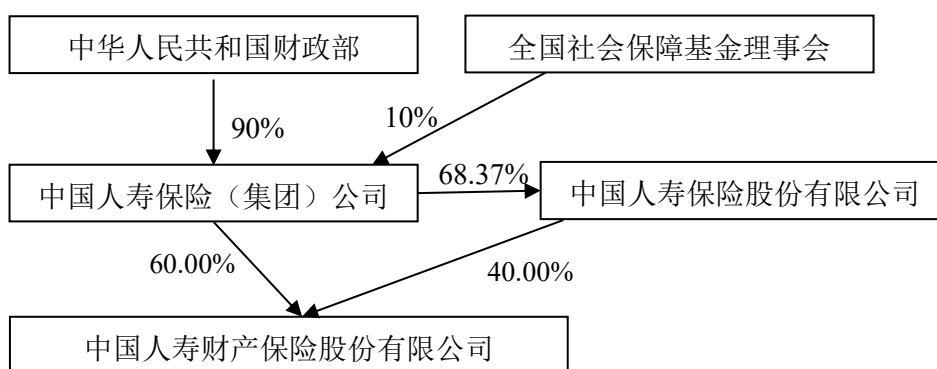 中华人民共和国财政部
全国社会保障基金理事会
90%
10%
中国人寿保险（集团）公司
68.37%
中国人寿保险股份有限公司
60.00%
40.00%
中国人寿财产保险股份有限公司